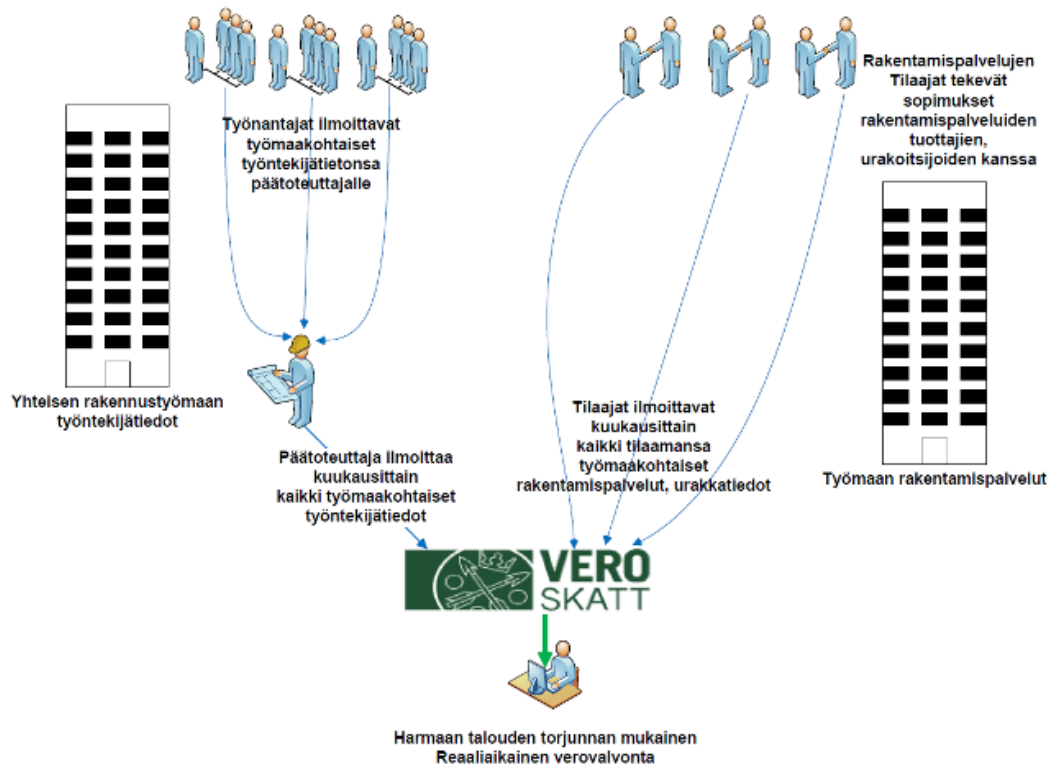 Työnantajat ilmoittavat
työmaakohtaiset
työntekijätietonsa
päätoteuttajalle
Rakentamispalvelujen
Tilaajat tekevät
sopimukset
rakentamispalveluiden
tuottajien,
urakoitsijoiden kanssa
Yhteisen rakennustyömaan
työntekijätiedot
Päätoteuttaja ilmoittaa
kuukausittain
kaikki työmaakohtaiset
työntekijätiedot
Tilaajat ilmoittavat
kuukausittain
kaikki tilaamansa
työmaakohtaiset
rakentamispalvelut, urakkatiedot
Työmaan rakentamispalvelut
VERO
SKATT
Harmaan talouden torjunnan mukainen
Reaaliaikainen verovalvonta